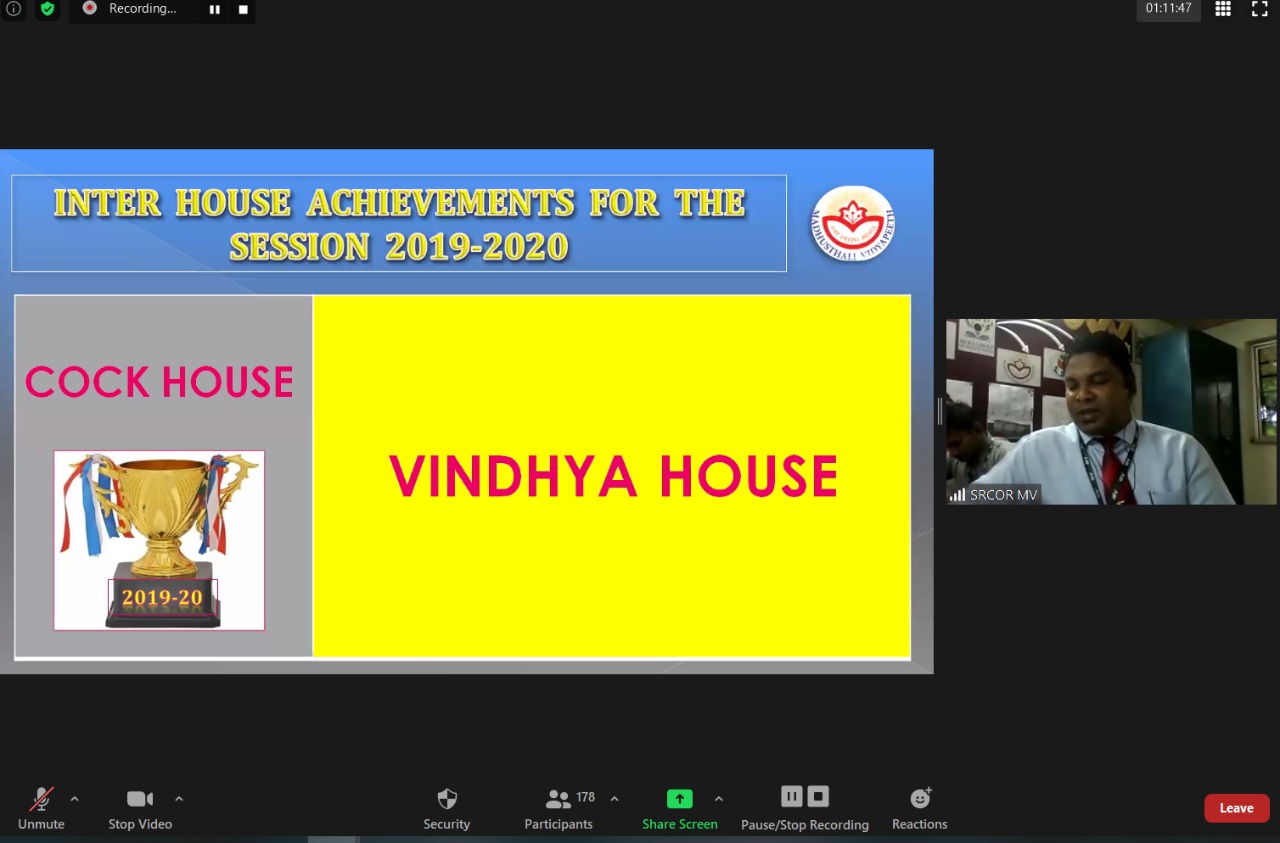 Recording...
01:11:47
INTER HOUSE ACHIEVEMENTS FOR THE
SESSION 2019-2020
MADHUSTHALI VIDYAPEETH
COCK HOUSE
2019-20
VINDHYA HOUSE
SRCOR MV
Unmute
Stop Video
Security
178
Participants
Share Screen
Pause/Stop Recording
Reactions
Leave